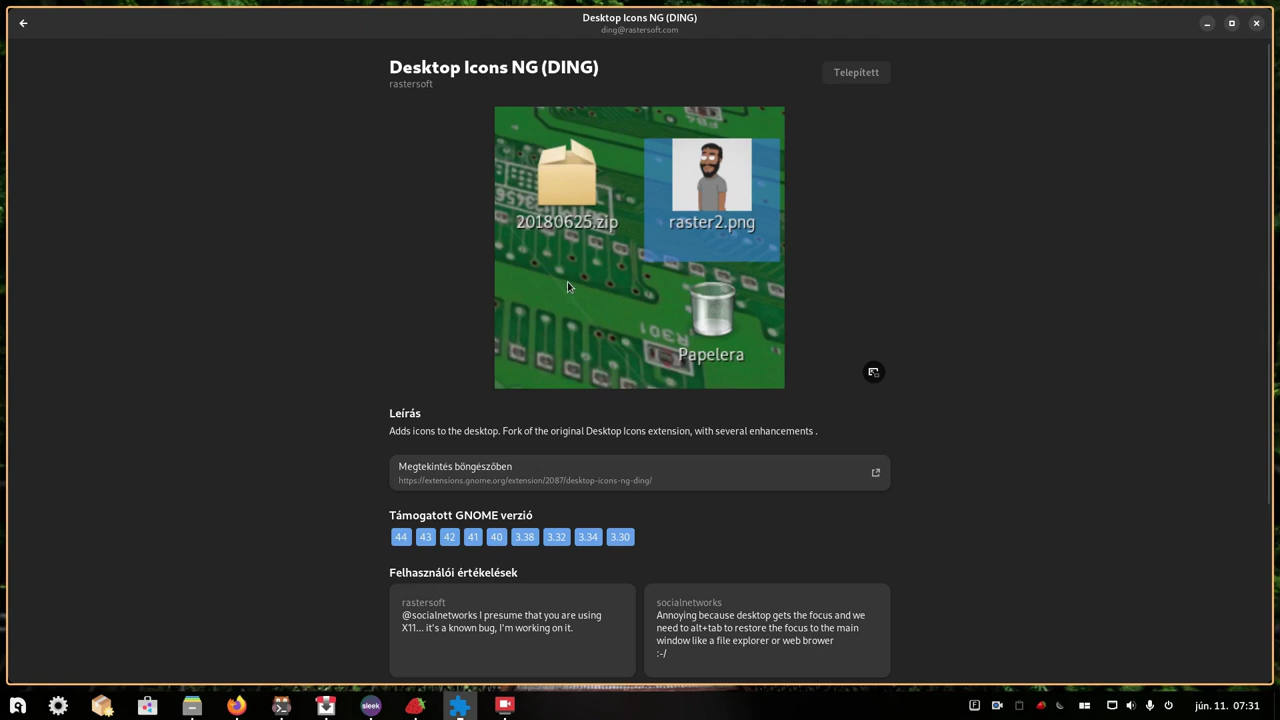 Desktop Icons NG (DING)
ding@rastersoft.com
Desktop Icons NG (DING)
rastersoft
Telepített
20180625.zip
raster2.png
R301
Papelera
Leírás
Adds icons to the desktop. Fork of the original Desktop Icons extension, with several enhancements .
Megtekintés böngészőben
https://extensions.gnome.org/extension/2087/desktop-icons-ng-ding/
Támogatott GNOME verzió
44 43 42 41 40 3.38 3.32 3.34 3.30
Felhasználói értékelések
rastersoft
@socialnetworks I presume that you are using
X11... it's a known bug, I'm working on it.
socialnetworks
Annoying because desktop gets the focus and we
need to alt+tab to restore the focus to the main
window like a file explorer or web brower
:-/
sleek
F
jún. 11. 07:31